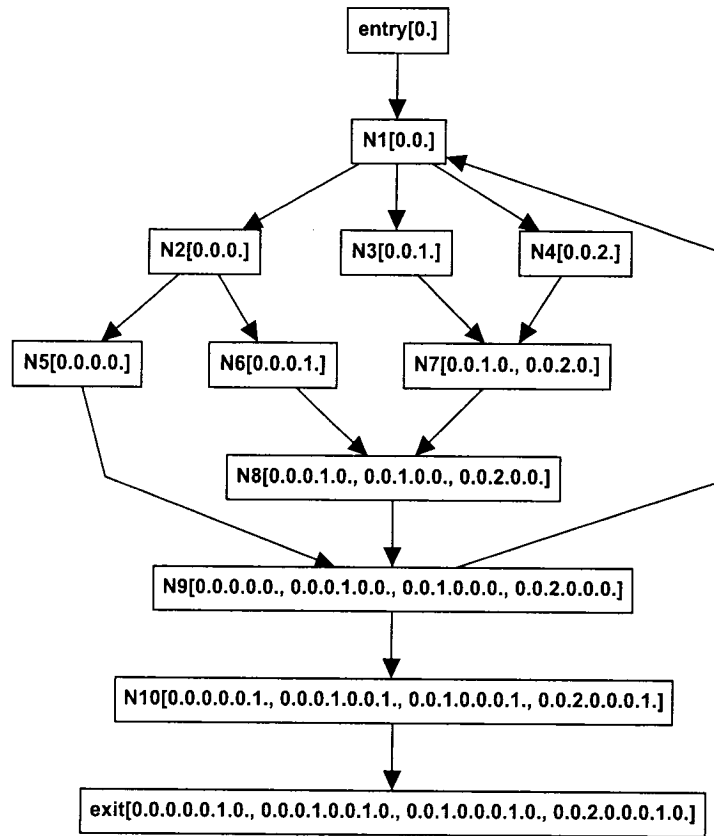 entry[0.]
N1[0.0.]
N2[0.0.0.]
N3[0.0.1.]
N4[0.0.2.]
N5[0.0.0.0.]
N6[0.0.0.1.]
N7[0.0.1.0., 0.0.2.0.]
N8[0.0.0.1.0., 0.0.1.0.0., 0.0.2.0.0.]
N9[0.0.0.0.0., 0.0.0.1.0.0., 0.0.1.0.0.0., 0.0.2.0.0.0.]
N10[0.0.0.0.0.1., 0.0.0.1.0.0.1., 0.0.1.0.0.0.1., 0.0.2.0.0.0.1.]
exit[0.0.0.0.0.1.0., 0.0.0.1.0.0.1.0., 0.0.1.0.0.0.1.0., 0.0.2.0.0.0.1.0.]